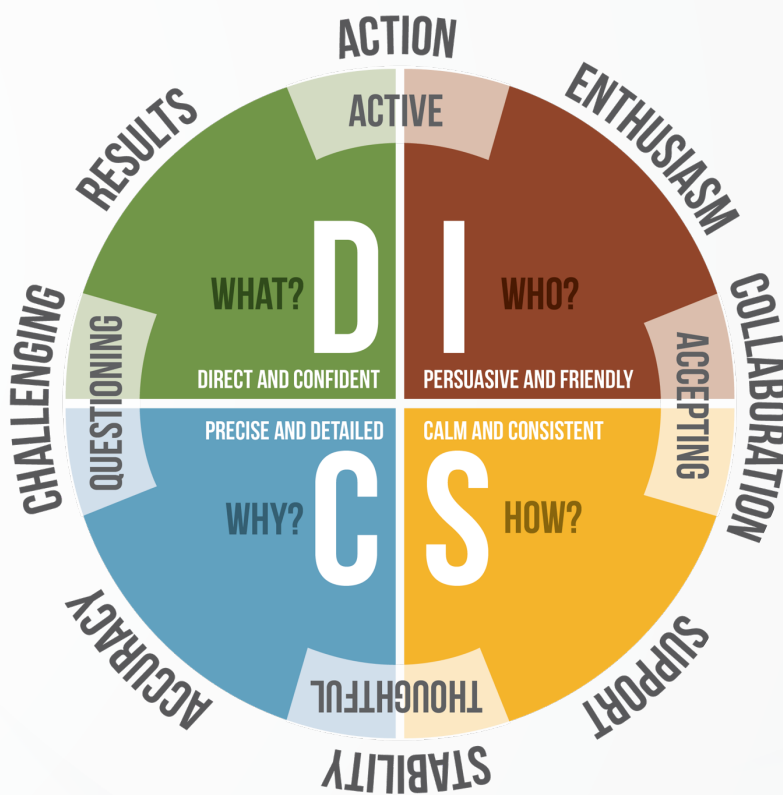 ACTION
ENTHUSIASM
COLLABORATION
SUPPORT
STABILITY
ACCURACY
CHALLENGING
RESULTS
ACTIVE
ACCEPTING
THOUGHTFUL
QUESTIONING
WHAT?
D
DIRECT AND CONFIDENT
I
WHO?
PERSUASIVE AND FRIENDLY
PRECISE AND DETAILED
WHY?
C
CALM AND CONSISTENT
S
HOW?